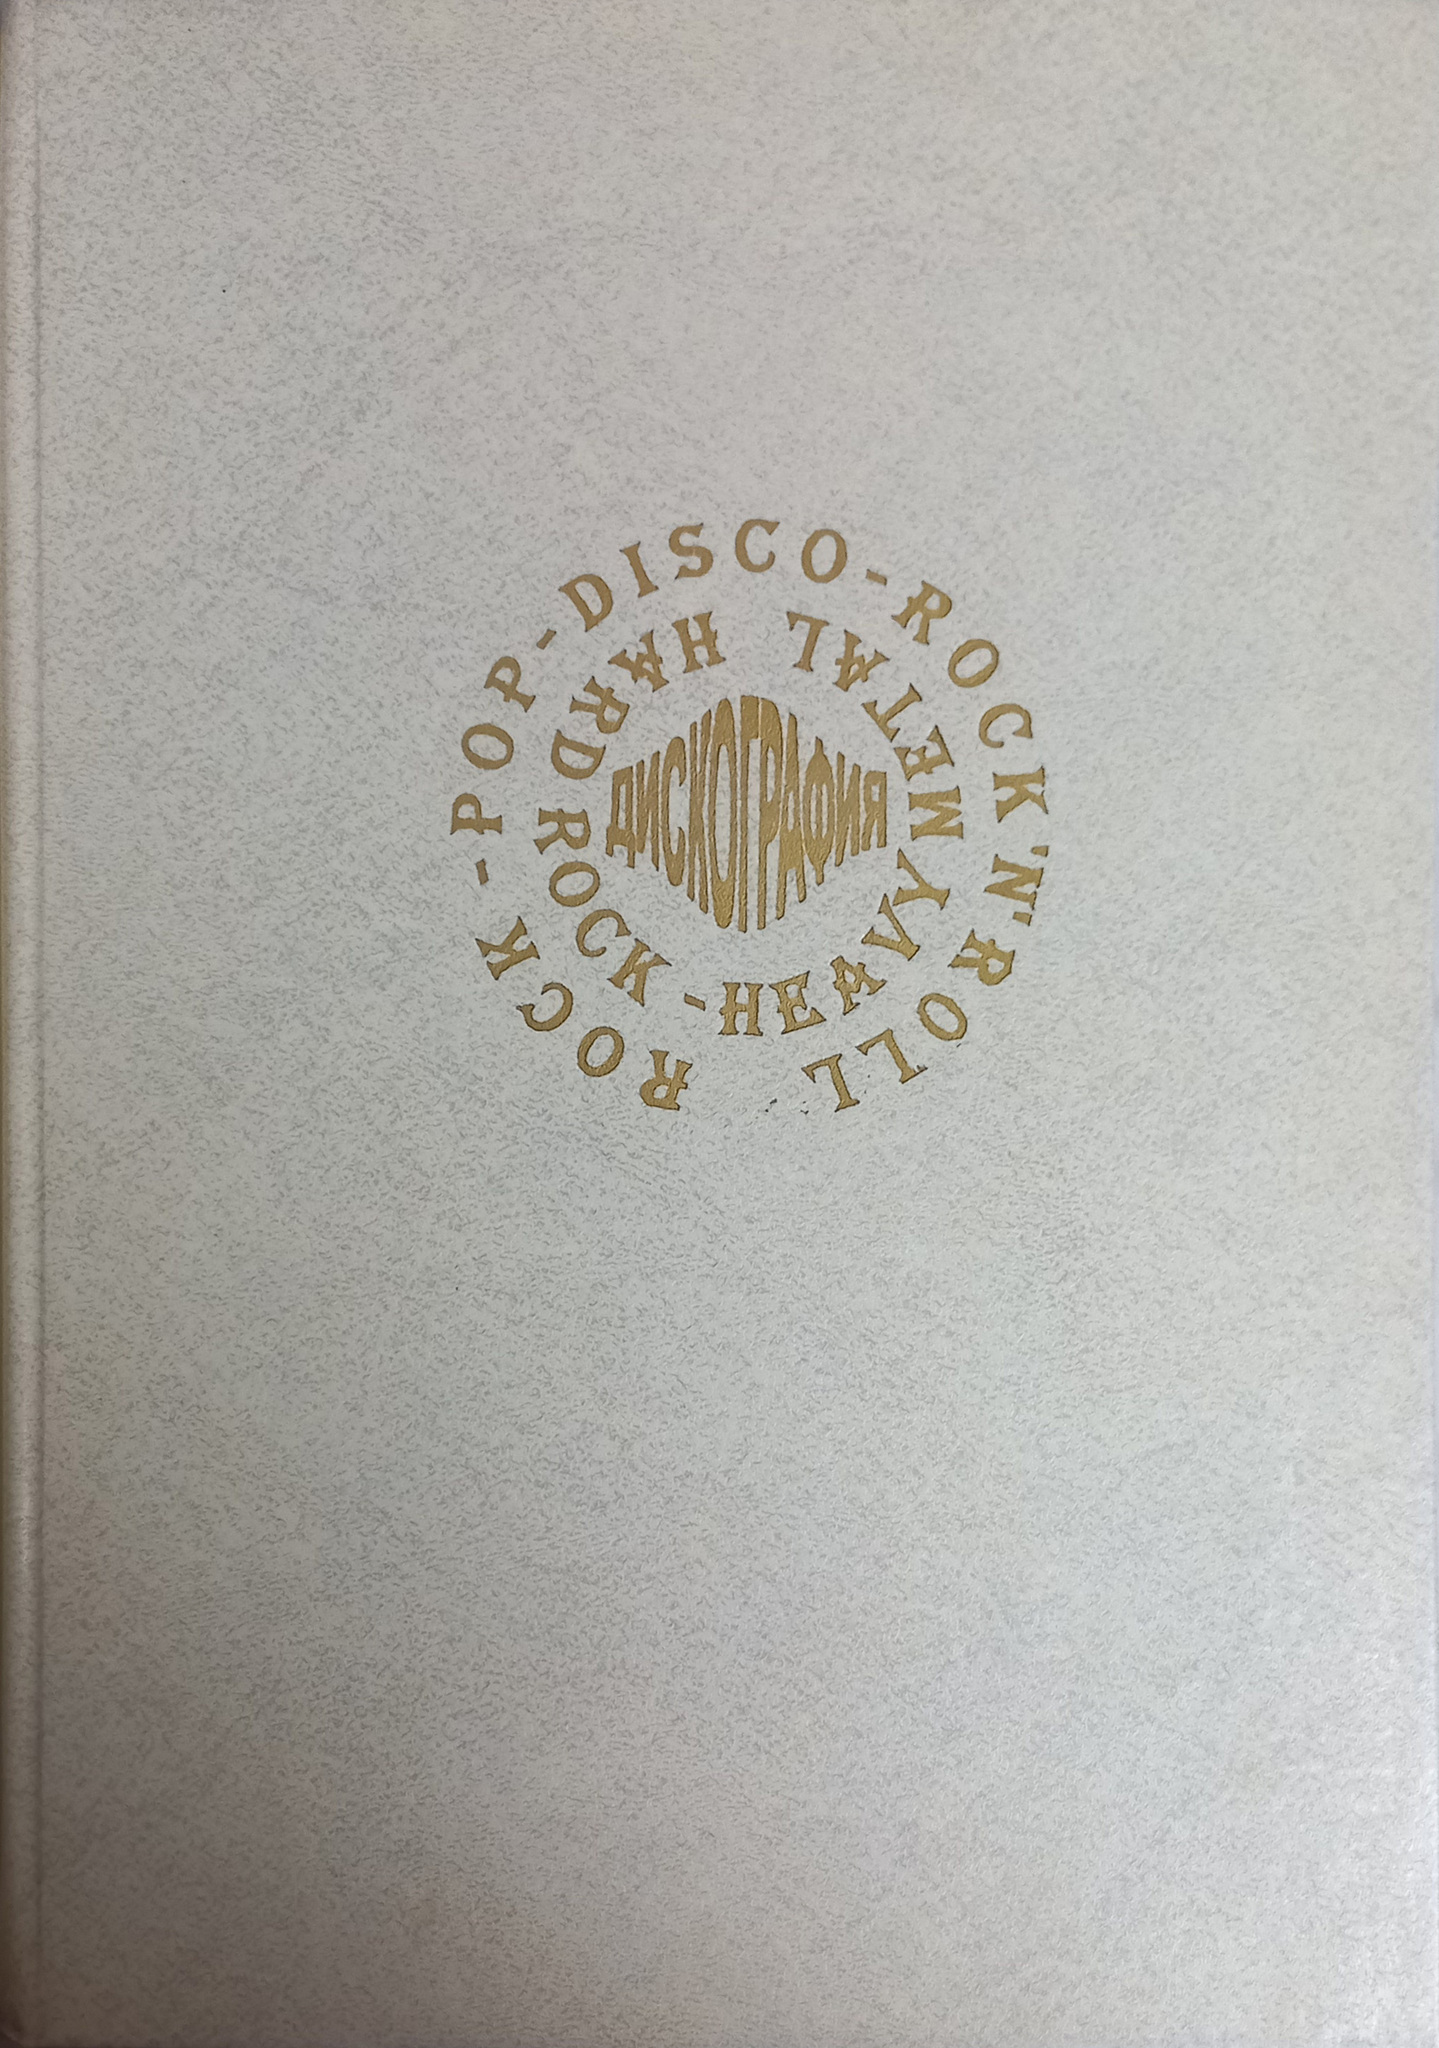 ROCK-POP-DISCO-ROCK'N'ROLL
HARD ROCK-HEAVY METAL
ДИСКОГРАФИЯ